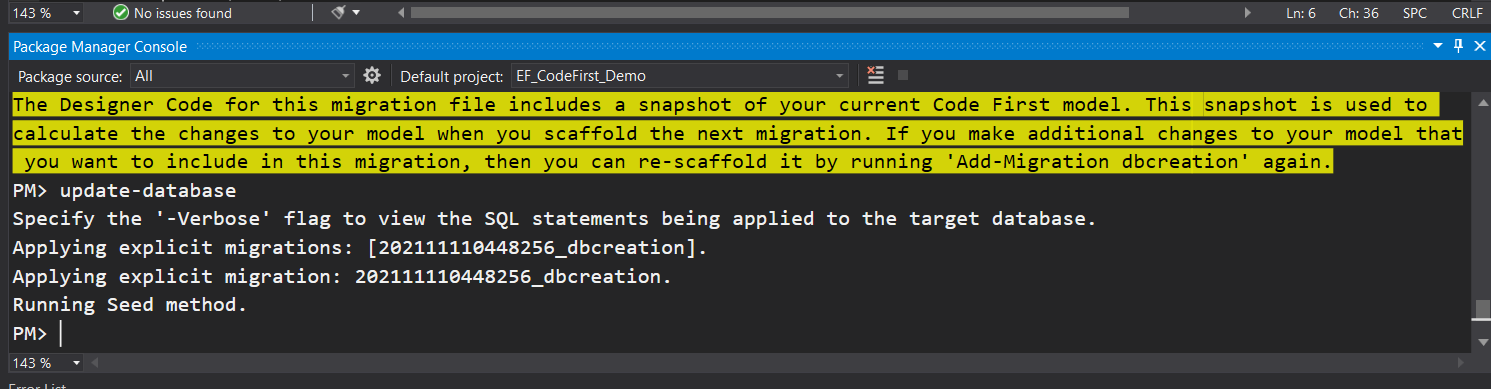 143 % No issues found Ln: 6 Ch: 36 SPC CRLF
Package Manager Console
Package source: All Default project: EF_CodeFirst_Demo
The Designer Code for this migration file includes a snapshot of your current Code First model. This snapshot is used to
calculate the changes to your model when you scaffold the next migration. If you make additional changes to your model that
you want to include in this migration, then you can re-scaffold it by running 'Add-Migration dbcreation' again.
PM> update-database
Specify the '-Verbose' flag to view the SQL statements being applied to the target database.
Applying explicit migrations: [202111110448256_dbcreation].
Applying explicit migration: 202111110448256_dbcreation.
Running Seed method.
PM>
143 %
Error List